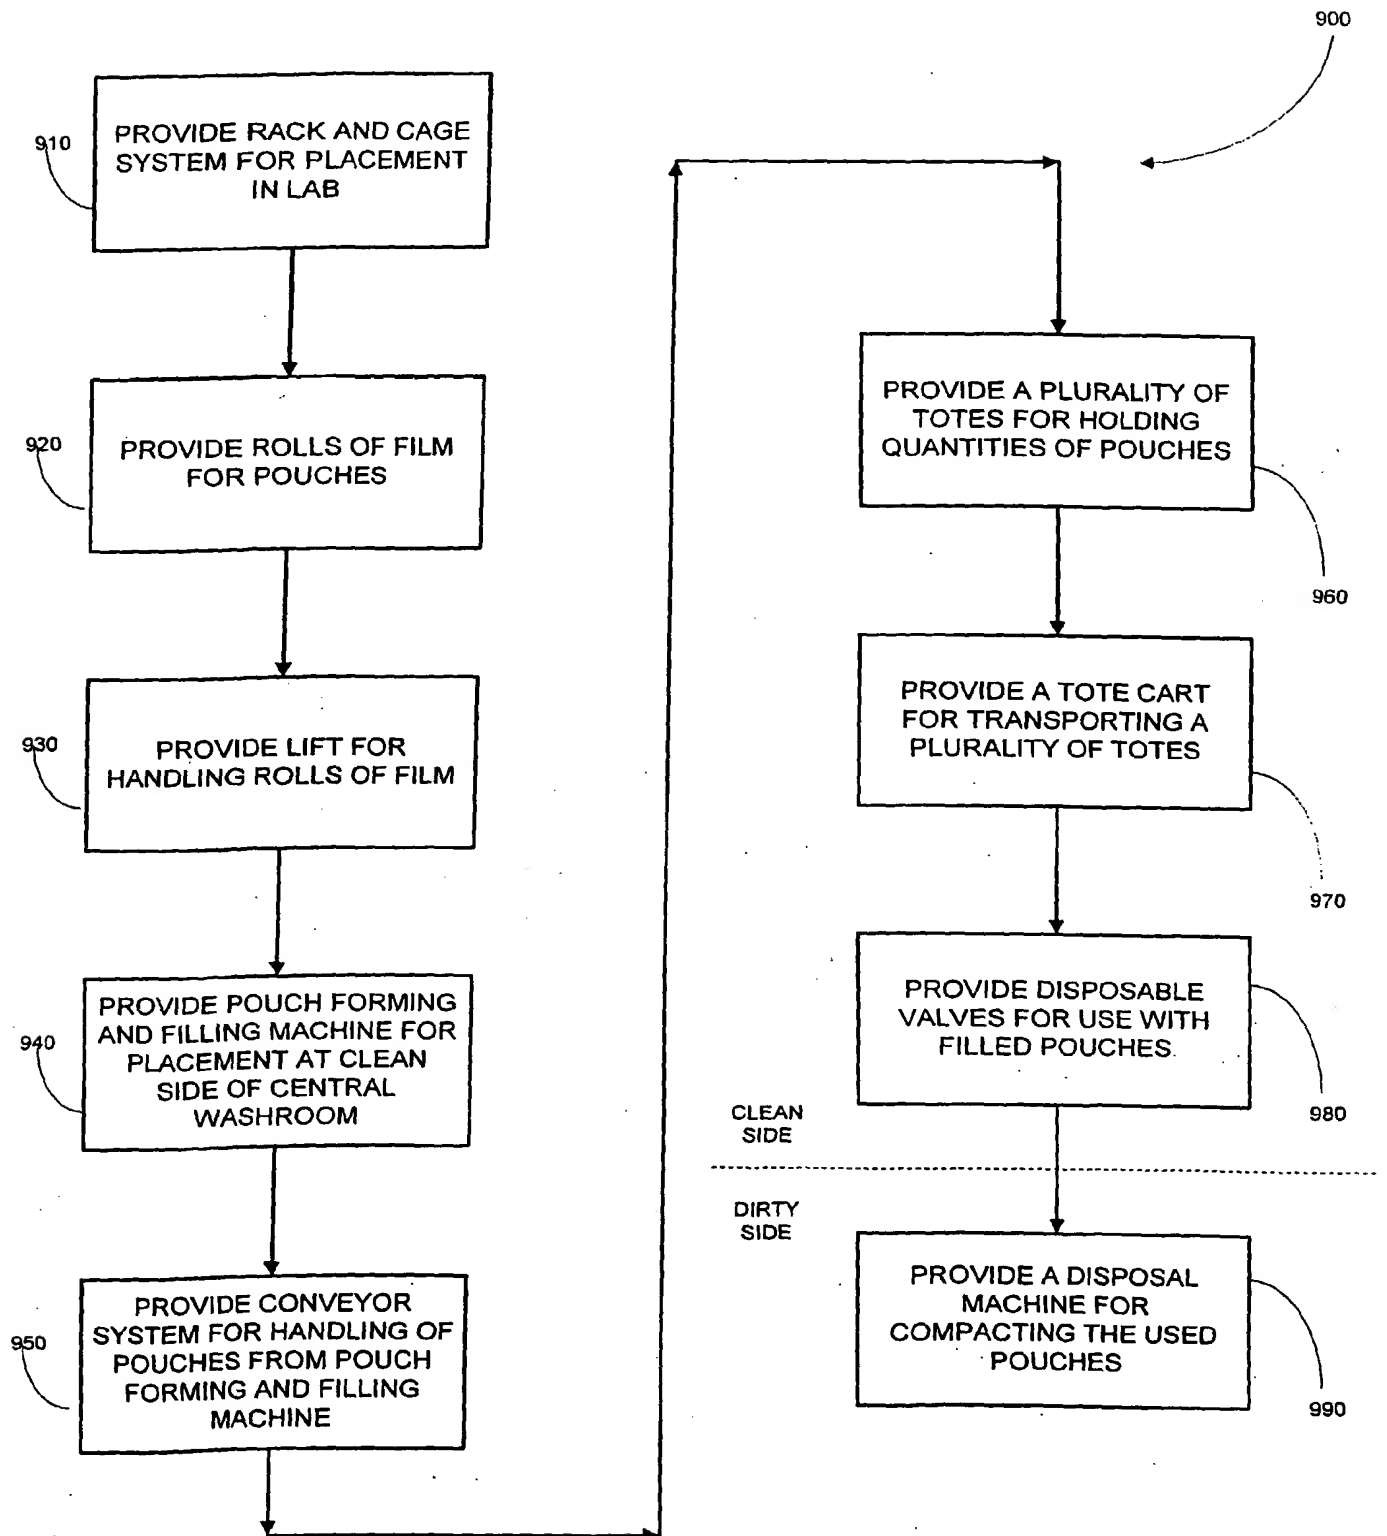 900
910
PROVIDE RACK AND CAGE
SYSTEM FOR PLACEMENT
IN LAB
920
PROVIDE ROLLS OF FILM
FOR POUCHES
930
PROVIDE LIFT FOR
HANDLING ROLLS OF FILM
940
PROVIDE POUCH FORMING
AND FILLING MACHINE FOR
PLACEMENT AT CLEAN
SIDE OF CENTRAL
WASHROOM
950
PROVIDE CONVEYOR
SYSTEM FOR HANDLING OF
POUCHES FROM POUCH
FORMING AND FILLING
MACHINE
PROVIDE A PLURALITY OF
TOTES FOR HOLDING
QUANTITIES OF POUCHES
960
PROVIDE A TOTE CART
FOR TRANSPORTING A
PLURALITY OF TOTES
970
PROVIDE DISPOSABLE
VALVES FOR USE WITH
FILLED POUCHES
980
CLEAN
SIDE
DIRTY
SIDE
PROVIDE A DISPOSAL
MACHINE FOR
COMPACTING THE USED
POUCHES
990